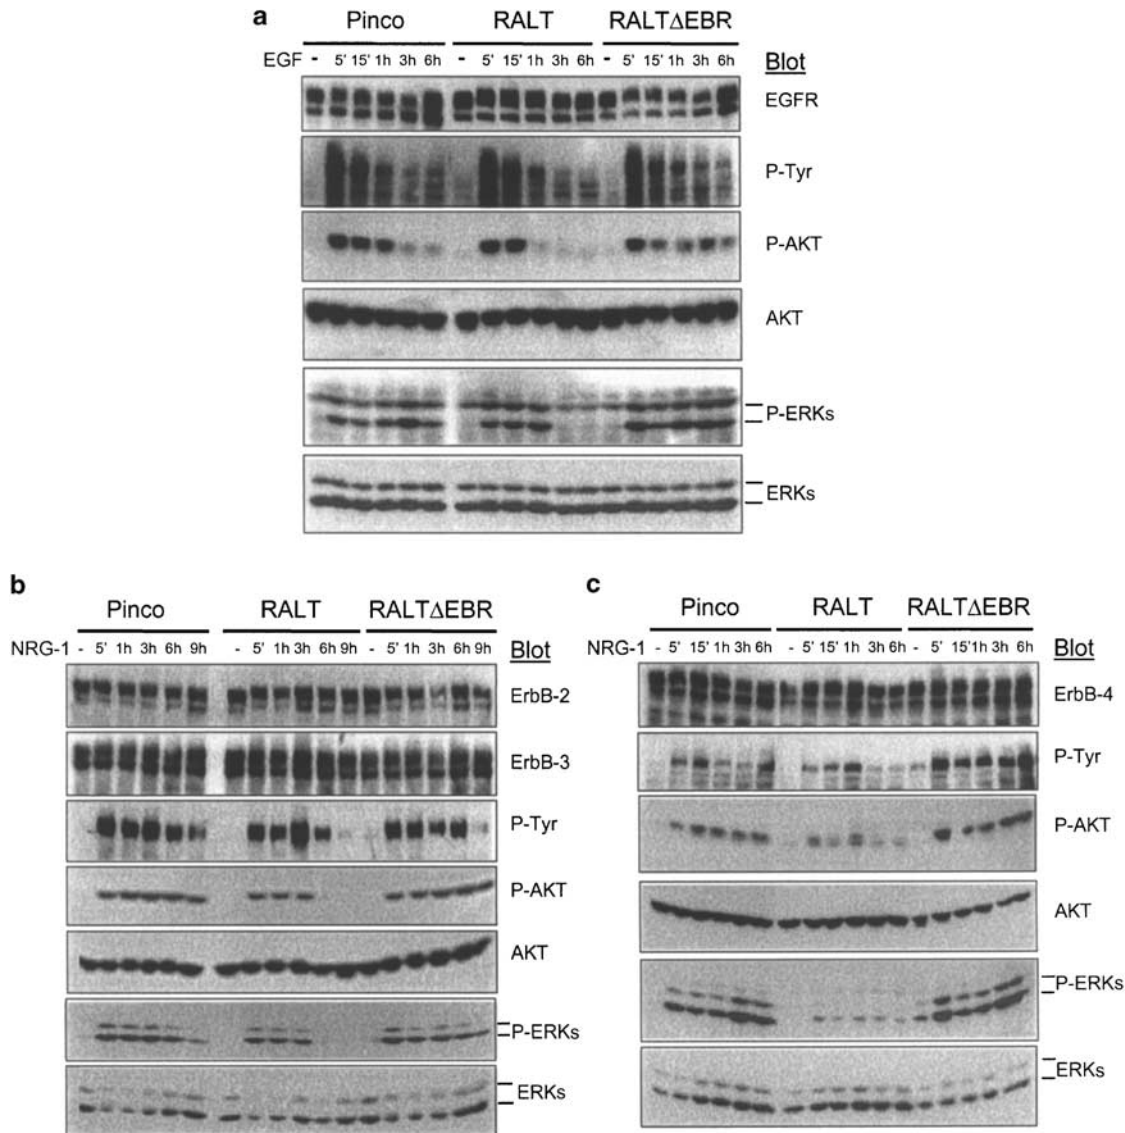 a
Pinco RALT RALTΔEBR
EGF - 5' 15' 1h 3h 6h - 5' 15' 1h 3h 6h - 5' 15' 1h 3h 6h Blot
EGFR
P-Tyr
P-AKT
AKT
P-ERKs
ERKs
b
Pinco RALT RALTΔEBR
NRG-1 - 5' 1h 3h 6h 9h - 5' 1h 3h 6h 9h - 5' 1h 3h 6h 9h Blot
ErbB-2
ErbB-3
P-Tyr
P-AKT
AKT
P-ERKs
ERKs
c
Pinco RALT RALTΔEBR
NRG-1 - 5' 15' 1h 3h 6h - 5' 15' 1h 3h 6h - 5' 15' 1h 3h 6h Blot
ErbB-4
P-Tyr
P-AKT
AKT
P-ERKs
ERKs